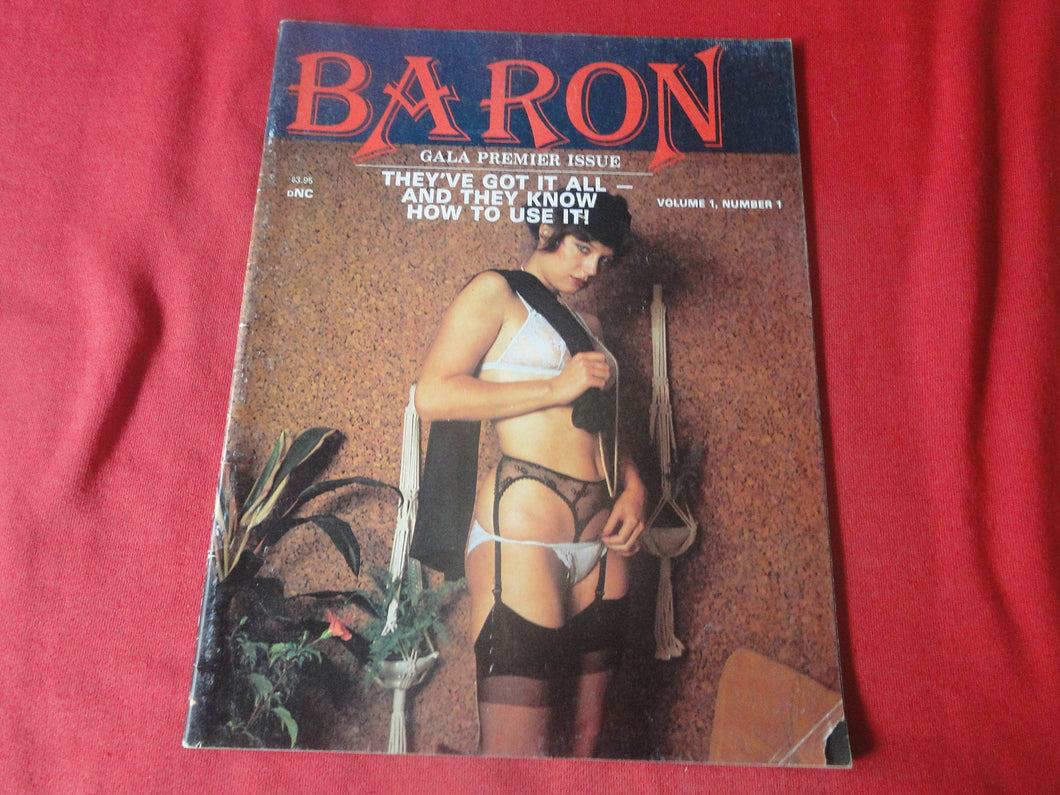 BARON
GALA PREMIER ISSUE
$3.95
DNC
THEY'VE GOT IT ALL —
AND THEY KNOW
HOW TO USE IT!
VOLUME 1, NUMBER 1